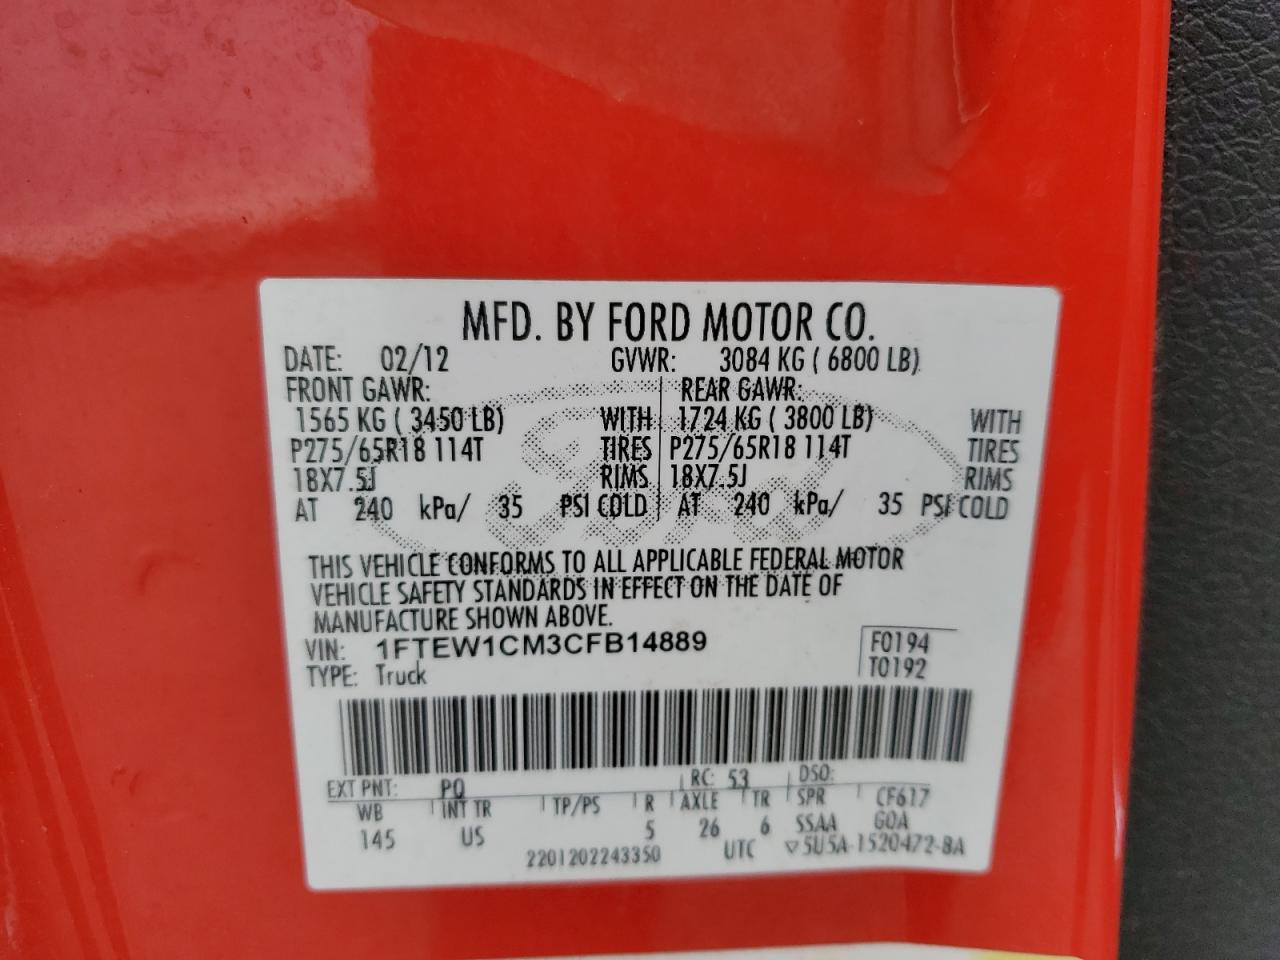 MFD. BY FORD MOTOR CO.
DATE: 02/12 GVWR: 3084 KG ( 6800 LB)
FRONT GAWR: REAR GAWR:
1565 KG ( 3450 LB) WITH 1724 KG ( 3800 LB) WITH
P275/65R18 114T TIRES P275/65R18 114T TIRES
18X7.5J RIMS 18X7.5J RIMS
AT 240 kPa/ 35 PSI COLD AT 240 kPa/ 35 PSI COLD
THIS VEHICLE CONFORMS TO ALL APPLICABLE FEDERAL MOTOR
VEHICLE SAFETY STANDARDS IN EFFECT ON THE DATE OF
MANUFACTURE SHOWN ABOVE.
VIN: 1FTEW1CM3CFB14889 F0194
TYPE: Truck T0192
EXT PNT: PQ RC: 53 DSO:
WB INT TR TP/PS R AXLE TR SPR CF617
145 US 5 26 6 SSAA GOA
2201202243350 UTC ▽5U5A-1520472-BA